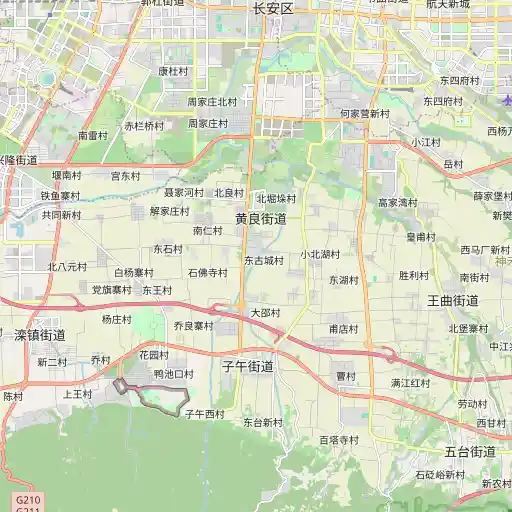 郭杜街道
长安区
航天新城
康杜村
东四府村
周家庄北村
东四府村
何家营新村
赤栏桥村
周家庄村
西杨万
南雷村
小江村
兴隆街道
岳村
堰南村
宫东村
铁鱼寨村
聂家河村
北良村
北堀垛村
薛家堡村
高家湾村
共同新村
解家庄村
黄良街道
新樊
南仁村
皇甫村
东石村
小北湖村
西马厂新村
北八元村
白杨寨村
石佛寺村
东古城村
胜利村
南街村
党旗寨村
东王村
东湖村
王曲街道
杨庄村
大邵村
滦镇街道
乔良寨村
甫店村
北堡寨村
新二村
乔村
花园村
中江兆
子午街道
陈村
上王村
鸭池口村
曹村
满江红村
子午西村
劳动村
东台新村
西甘村
百塔寺村
五台街道
石砭峪新村
新农村
G210
G211